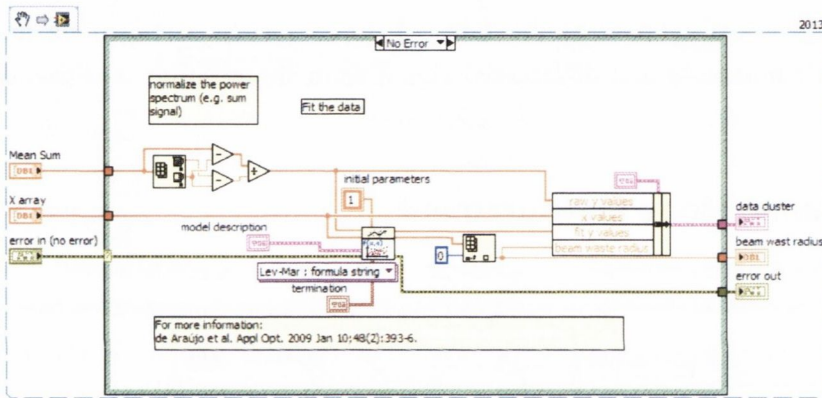 2013
No Error
normalize the power
spectrum (e.g. sum
signal)
Fit the data
Mean Sum
DBL
initial parameters
1
raw y values
X array
DBL
x values
data cluster
model description
fit y values
error in (no error)
0
beam waste radius
beam wast radius
DBL
Lev-Mar : formula string
error out
termination
For more information:
de Araújo et al. Appl Opt. 2009 Jan 10;48(2):393-6.